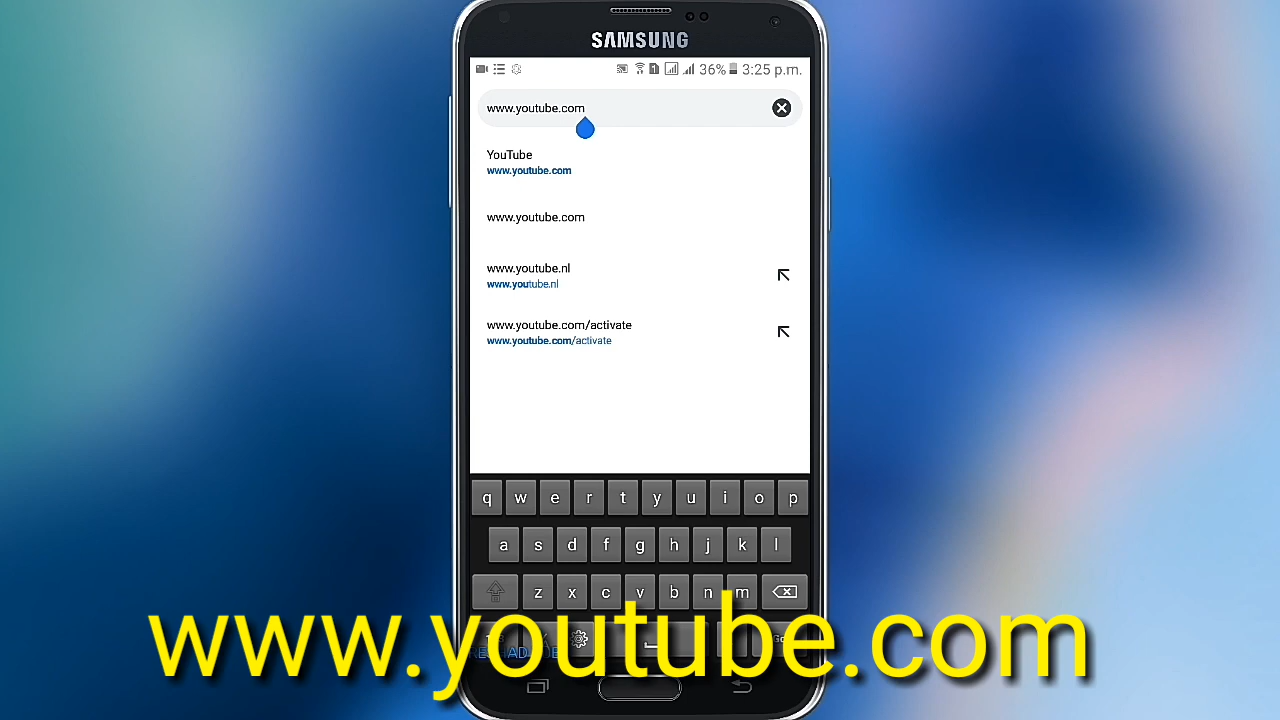 SAMSUNG
36% 3:25 p.m.
www.youtube.com
YouTube
www.youtube.com
www.youtube.com
www.youtube.nl
www.youtube.nl
www.youtube.com/activate
www.youtube.com/activate
q w e r t y u i o p
a s d f g h j k l
z x c v b n m
www.youtube.com